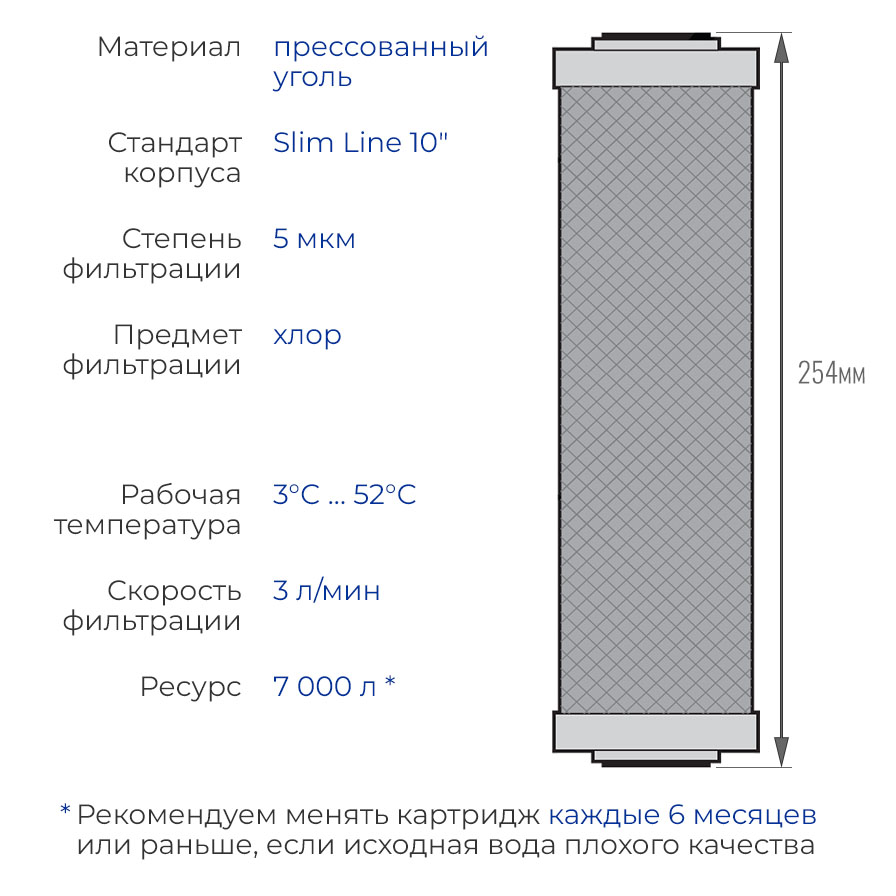 Материал прессованный
уголь
Стандарт Slim Line 10"
корпуса
Степень 5 мкм
фильтрации
Предмет хлор
фильтрации
254мм
Рабочая 3°C ... 52°C
температура
Скорость 3 л/мин
фильтрации
Ресурс 7 000 л *
* Рекомендуем менять картридж каждые 6 месяцев
или раньше, если исходная вода плохого качества